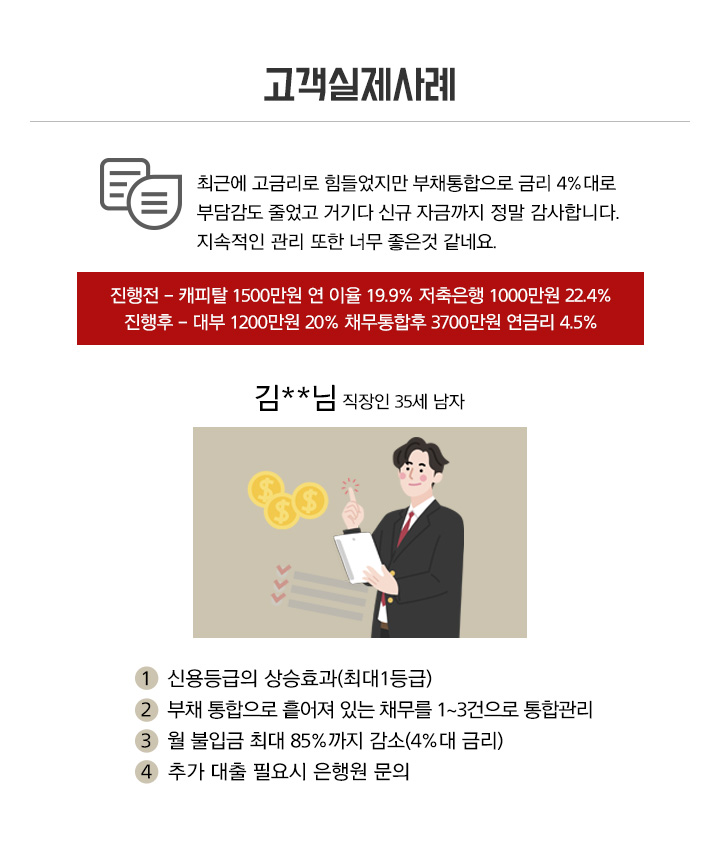 고객실제사례
최근에 고금리로 힘들었지만 부채통합으로 금리 4%대로
부담감도 줄었고 거기다 신규 자금까지 정말 감사합니다.
지속적인 관리 또한 너무 좋은것 같네요.
진행전 – 캐피탈 1500만원 연 이율 19.9% 저축은행 1000만원 22.4%
진행후 – 대부 1200만원 20% 채무통합후 3700만원 연금리 4.5%
김**님 직장인 35세 남자
1 신용등급의 상승효과(최대1등급)
2 부채 통합으로 흩어져 있는 채무를 1~3건으로 통합관리
3 월 불입금 최대 85%까지 감소(4%대 금리)
4 추가 대출 필요시 은행원 문의